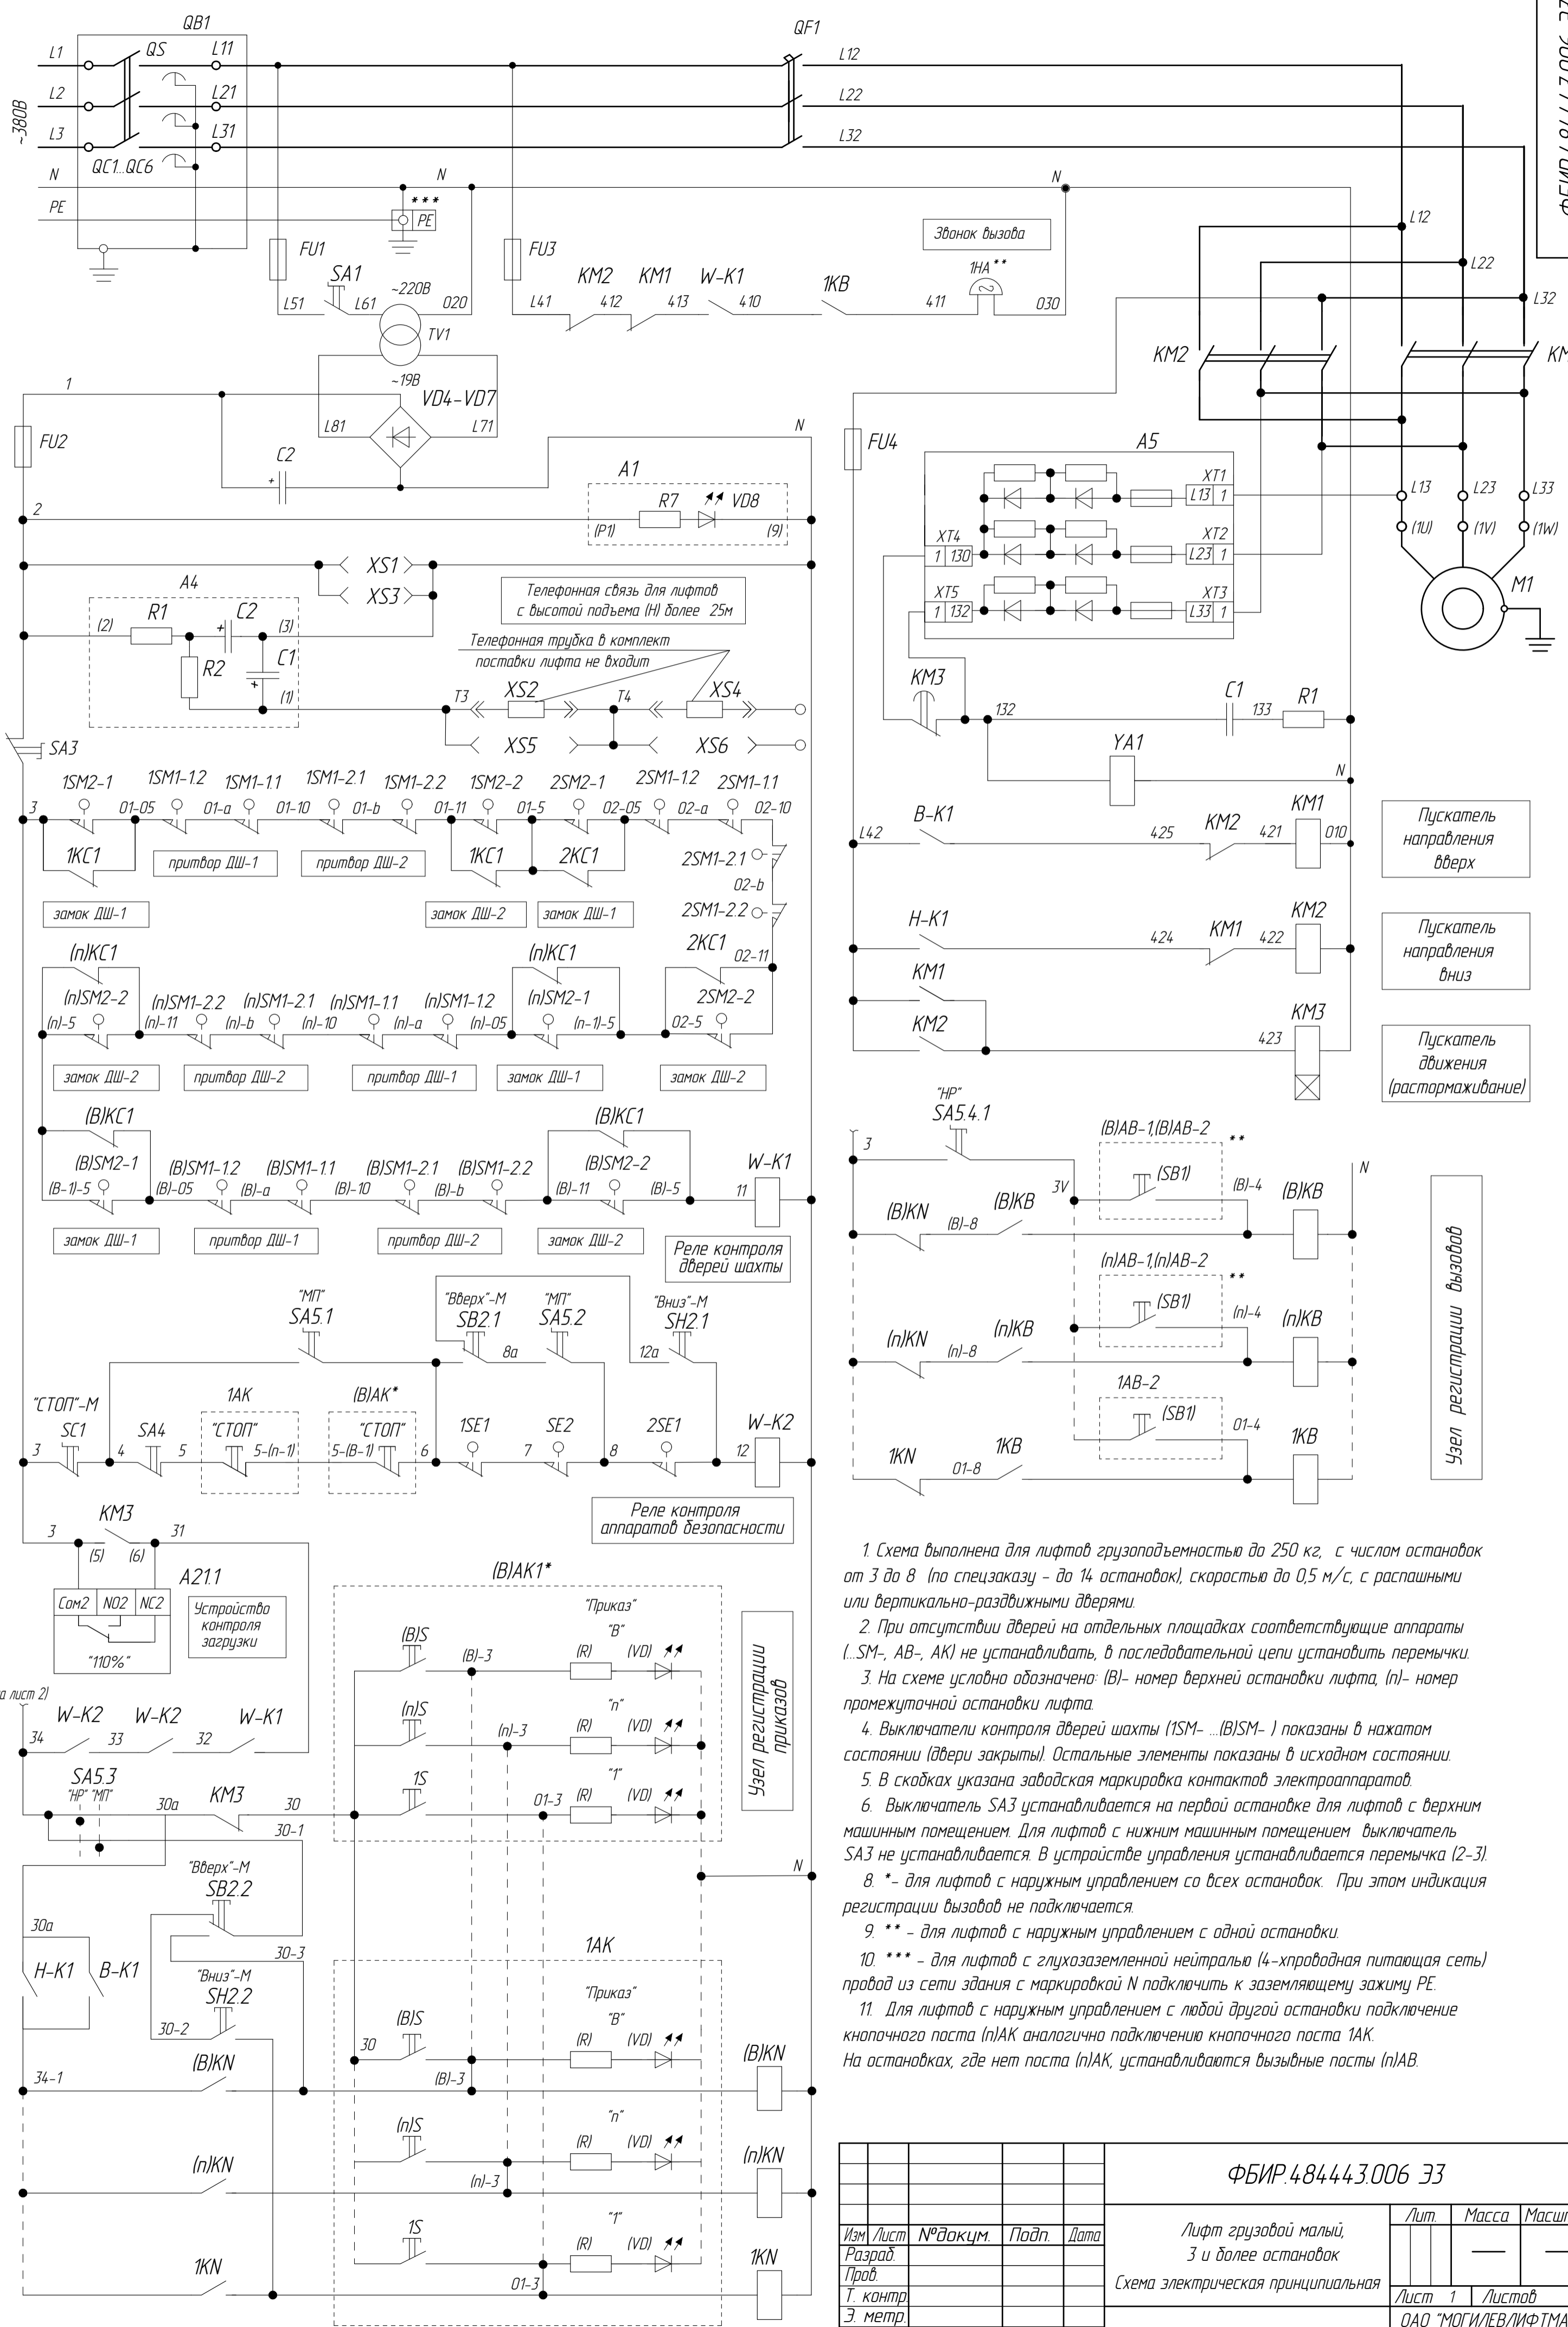 QB1
QF1
L1
QS
L11
L12
L2
L21
L22
L3
L31
L32
~380В
QC1...QC6
N
N
N
PE
***
PE
FU1
SA1
~220В
L51
L61
020
TV1
~19В
FU3
KM2
KM1
W-K1
1KB
Звонок вызова
1HA**
L41
412
413
410
411
030
L12
L22
L32
KM2
1
VD4-VD7
L81
L71
N
FU2
C2
+
A1
R7
VD8
(P1)
(9)
2
FU4
A5
XT1
L13 1
XT2
L23 1
XT3
L33 1
XT4
1 130
XT5
1 132
L13
L23
L33
(1U)
(1V)
(1W)
M1
XS1
XS3
A4
(2)
R1
C2
+
(3)
R2
C1
+
(1)
Телефонная связь для лифтов
с высотой подъема (Н) более 25м
Телефонная трубка в комплект
поставки лифта не входит
T3
XS2
T4
XS4
XS5
XS6
KM3
132
C1
133
R1
YA1
N
SA3
1SM2-1
1SM1-1.2
1SM1-1.1
1SM1-2.1
1SM1-2.2
1SM2-2
2SM2-1
2SM1-1.2
2SM1-1.1
3
01-05
01-a
01-10
01-b
01-11
01-5
02-05
02-a
02-10
1KC1
притвор ДШ-1
притвор ДШ-2
1KC1
2KC1
2SM1-2.1
02-b
замок ДШ-1
замок ДШ-2
замок ДШ-1
2SM1-2.2
L42
B-K1
425
KM2
421
KM1
010
Пускатель
направления
вверх
H-K1
424
KM1
422
KM2
Пускатель
направления
вниз
KM1
KM2
423
KM3
Пускатель
движения
(растормаживание)
(n)KC1
(n)KC1
2KC1
02-11
(n)SM2-2
(n)SM1-2.2
(n)SM1-2.1
(n)SM1-1.1
(n)SM1-1.2
(n)SM2-1
2SM2-2
(n)-5
(n)-11
(n)-b
(n)-10
(n)-a
(n)-05
(n-1)-5
02-5
замок ДШ-2
притвор ДШ-2
притвор ДШ-1
замок ДШ-1
замок ДШ-2
(B)KC1
(B)KC1
(B)SM2-1
(B)SM1-1.2
(B)SM1-1.1
(B)SM1-2.1
(B)SM1-2.2
(B)SM2-2
W-K1
(B-1)-5
(B)-05
(B)-a
(B)-10
(B)-b
(B)-11
(B)-5
11
замок ДШ-1
притвор ДШ-1
притвор ДШ-2
замок ДШ-2
Реле контроля
дверей шахты
"НР"
SA5.4.1
3
3V
(B)AB-1,(B)AB-2
**
(SB1)
(B)-4
(B)KB
N
(B)KN
(B)-8
(B)KB
(n)AB-1,(n)AB-2
**
(SB1)
(n)-4
(n)KB
(n)KN
(n)-8
(n)KB
1AB-2
(SB1)
01-4
1KB
1KN
01-8
1KB
Узел регистрации вызовов
"МП"
SA5.1
"Вверх"-М
SB2.1
8a
"МП"
SA5.2
"Вниз"-М
SH2.1
12a
"СТОП"-М
SC1
SA4
1AK
"СТОП"
(B)AK*
"СТОП"
1SE1
SE2
2SE1
W-K2
3
4
5
5-(n-1)
5-(B-1)
6
7
8
12
Реле контроля
аппаратов безопасности
KM3
3
31
(5)
(6)
A21.1
Com2 NO2 NC2
"110%"
Устройство
контроля
загрузки
а лист 2)
34
W-K2
33
W-K2
32
W-K1
SA5.3
"НР" "МП"
30a
KM3
30
30-1
(B)AK1*
"Приказ"
(B)S
(B)-3
"В"
(R)
(VD)
(n)S
(n)-3
"n"
(R)
(VD)
1S
01-3
"1"
(R)
(VD)
Узел регистрации
приказов
N
"Вверх"-М
SB2.2
30-3
30a
H-K1
B-K1
"Вниз"-М
SH2.2
30-2
1AK
"Приказ"
30
(B)S
"В"
(R)
(VD)
(B)KN
(B)-3
(B)KN
34-1
(n)S
"n"
(R)
(VD)
(n)KN
(n)-3
(n)KN
1S
"1"
(R)
(VD)
1KN
01-3
1KN
1. Схема выполнена для лифтов грузоподъемностью до 250 кг, с числом остановок
от 3 до 8 (по спецзаказу - до 14 остановок), скоростью до 0,5 м/с, с распашными
или вертикально-раздвижными дверями.
2. При отсутствии дверей на отдельных площадках соответствующие аппараты
(...SM-, AB-, AK) не устанавливать, в последовательной цепи установить перемычки.
3. На схеме условно обозначено: (B)- номер верхней остановки лифта, (n)- номер
промежуточной остановки лифта.
4. Выключатели контроля дверей шахты (1SM- ...(B)SM- ) показаны в нажатом
состоянии (двери закрыты). Остальные элементы показаны в исходном состоянии.
5. В скобках указана заводская маркировка контактов электроаппаратов.
6. Выключатель SA3 устанавливается на первой остановке для лифтов с верхним
машинным помещением. Для лифтов с нижним машинным помещением выключатель
SA3 не устанавливается. В устройстве управления устанавливается перемычка (2-3).
8. *- для лифтов с наружным управлением со всех остановок. При этом индикация
регистрации вызовов не подключается.
9. ** - для лифтов с наружным управлением с одной остановки.
10. *** - для лифтов с глухозаземленной нейтралью (4-хпроводная питающая сеть)
провод из сети здания с маркировкой N подключить к заземляющему зажиму PE.
11. Для лифтов с наружным управлением с любой другой остановки подключение
кнопочного поста (n)AK аналогично подключению кнопочного поста 1AK.
На остановках, где нет поста (n)AK, устанавливаются вызывные посты (n)AB.
ФБИР.484443.006 Э3
Изм Лист №докум. Подп. Дата
Разраб.
Пров.
Т. контр.
Э. метр.
Лифт грузовой малый,
3 и более остановок
Схема электрическая принципиальная
Лит. Масса
Лист 1 Листов